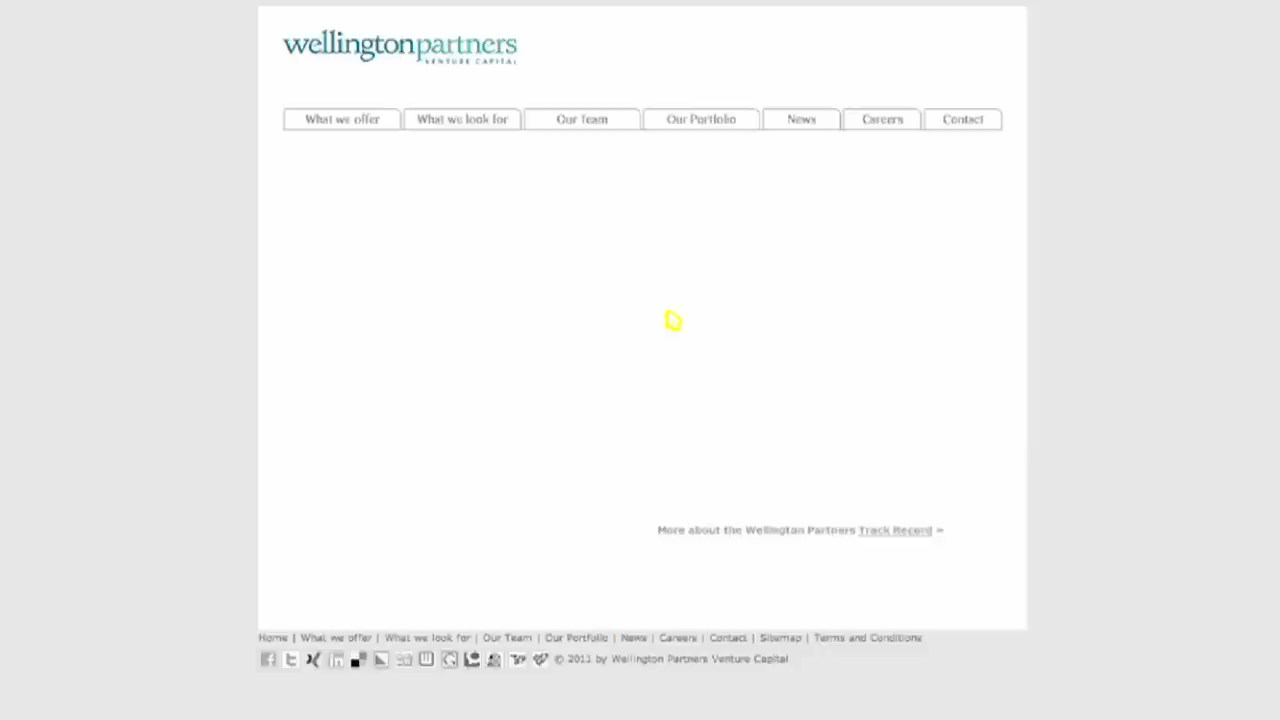 wellingtonpartners
VENTURE CAPITAL
What we offer
What we look for
Our Team
Our Portfolio
News
Careers
Contact
More about the Wellington Partners Track Record »
Home | What we offer | What we look for | Our Team | Our Portfolio | News | Careers | Contact | Sitemap | Terms and Conditions
© 2011 by Wellington Partners Venture Capital